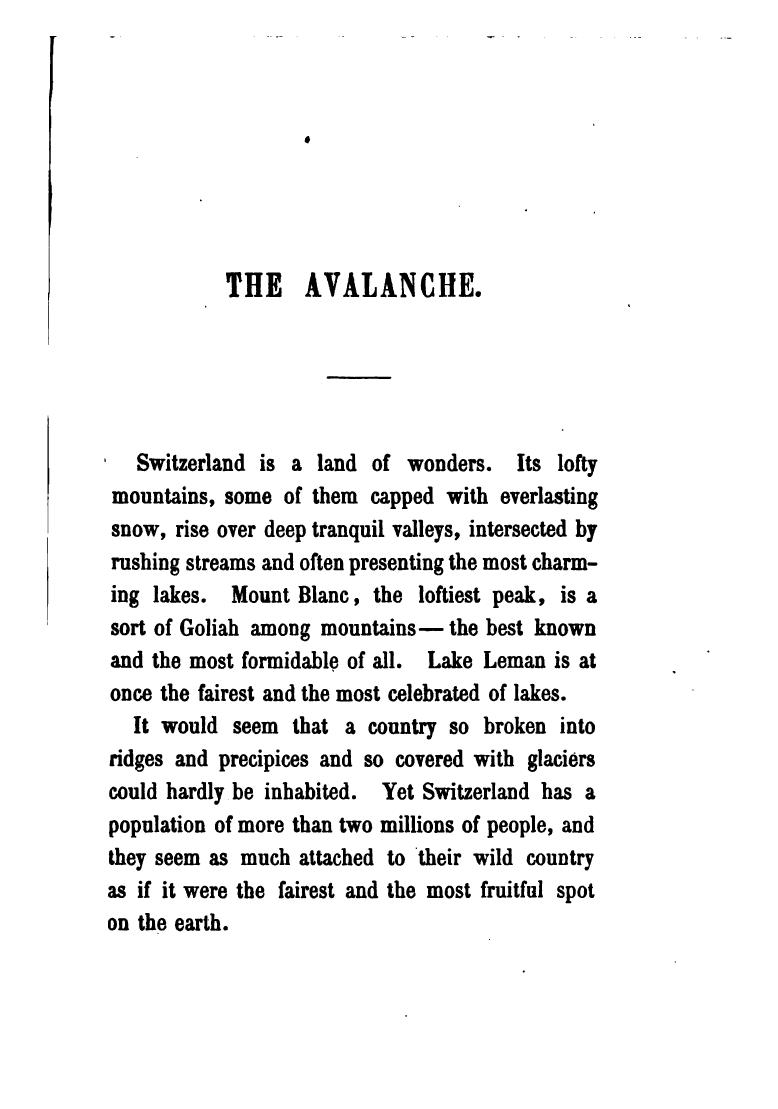 THE AVALANCHE.
Switzerland is a land of wonders. Its lofty
mountains, some of them capped with everlasting
snow, rise over deep tranquil valleys, intersected by
rushing streams and often presenting the most charm-
ing lakes. Mount Blanc, the loftiest peak, is a
sort of Goliah among mountains— the best known
and the most formidable of all. Lake Leman is at
once the fairest and the most celebrated of lakes.
It would seem that a country so broken into
ridges and precipices and so covered with glaciers
could hardly be inhabited. Yet Switzerland has a
population of more than two millions of people, and
they seem as much attached to their wild country
as if it were the fairest and the most fruitful spot
on the earth.